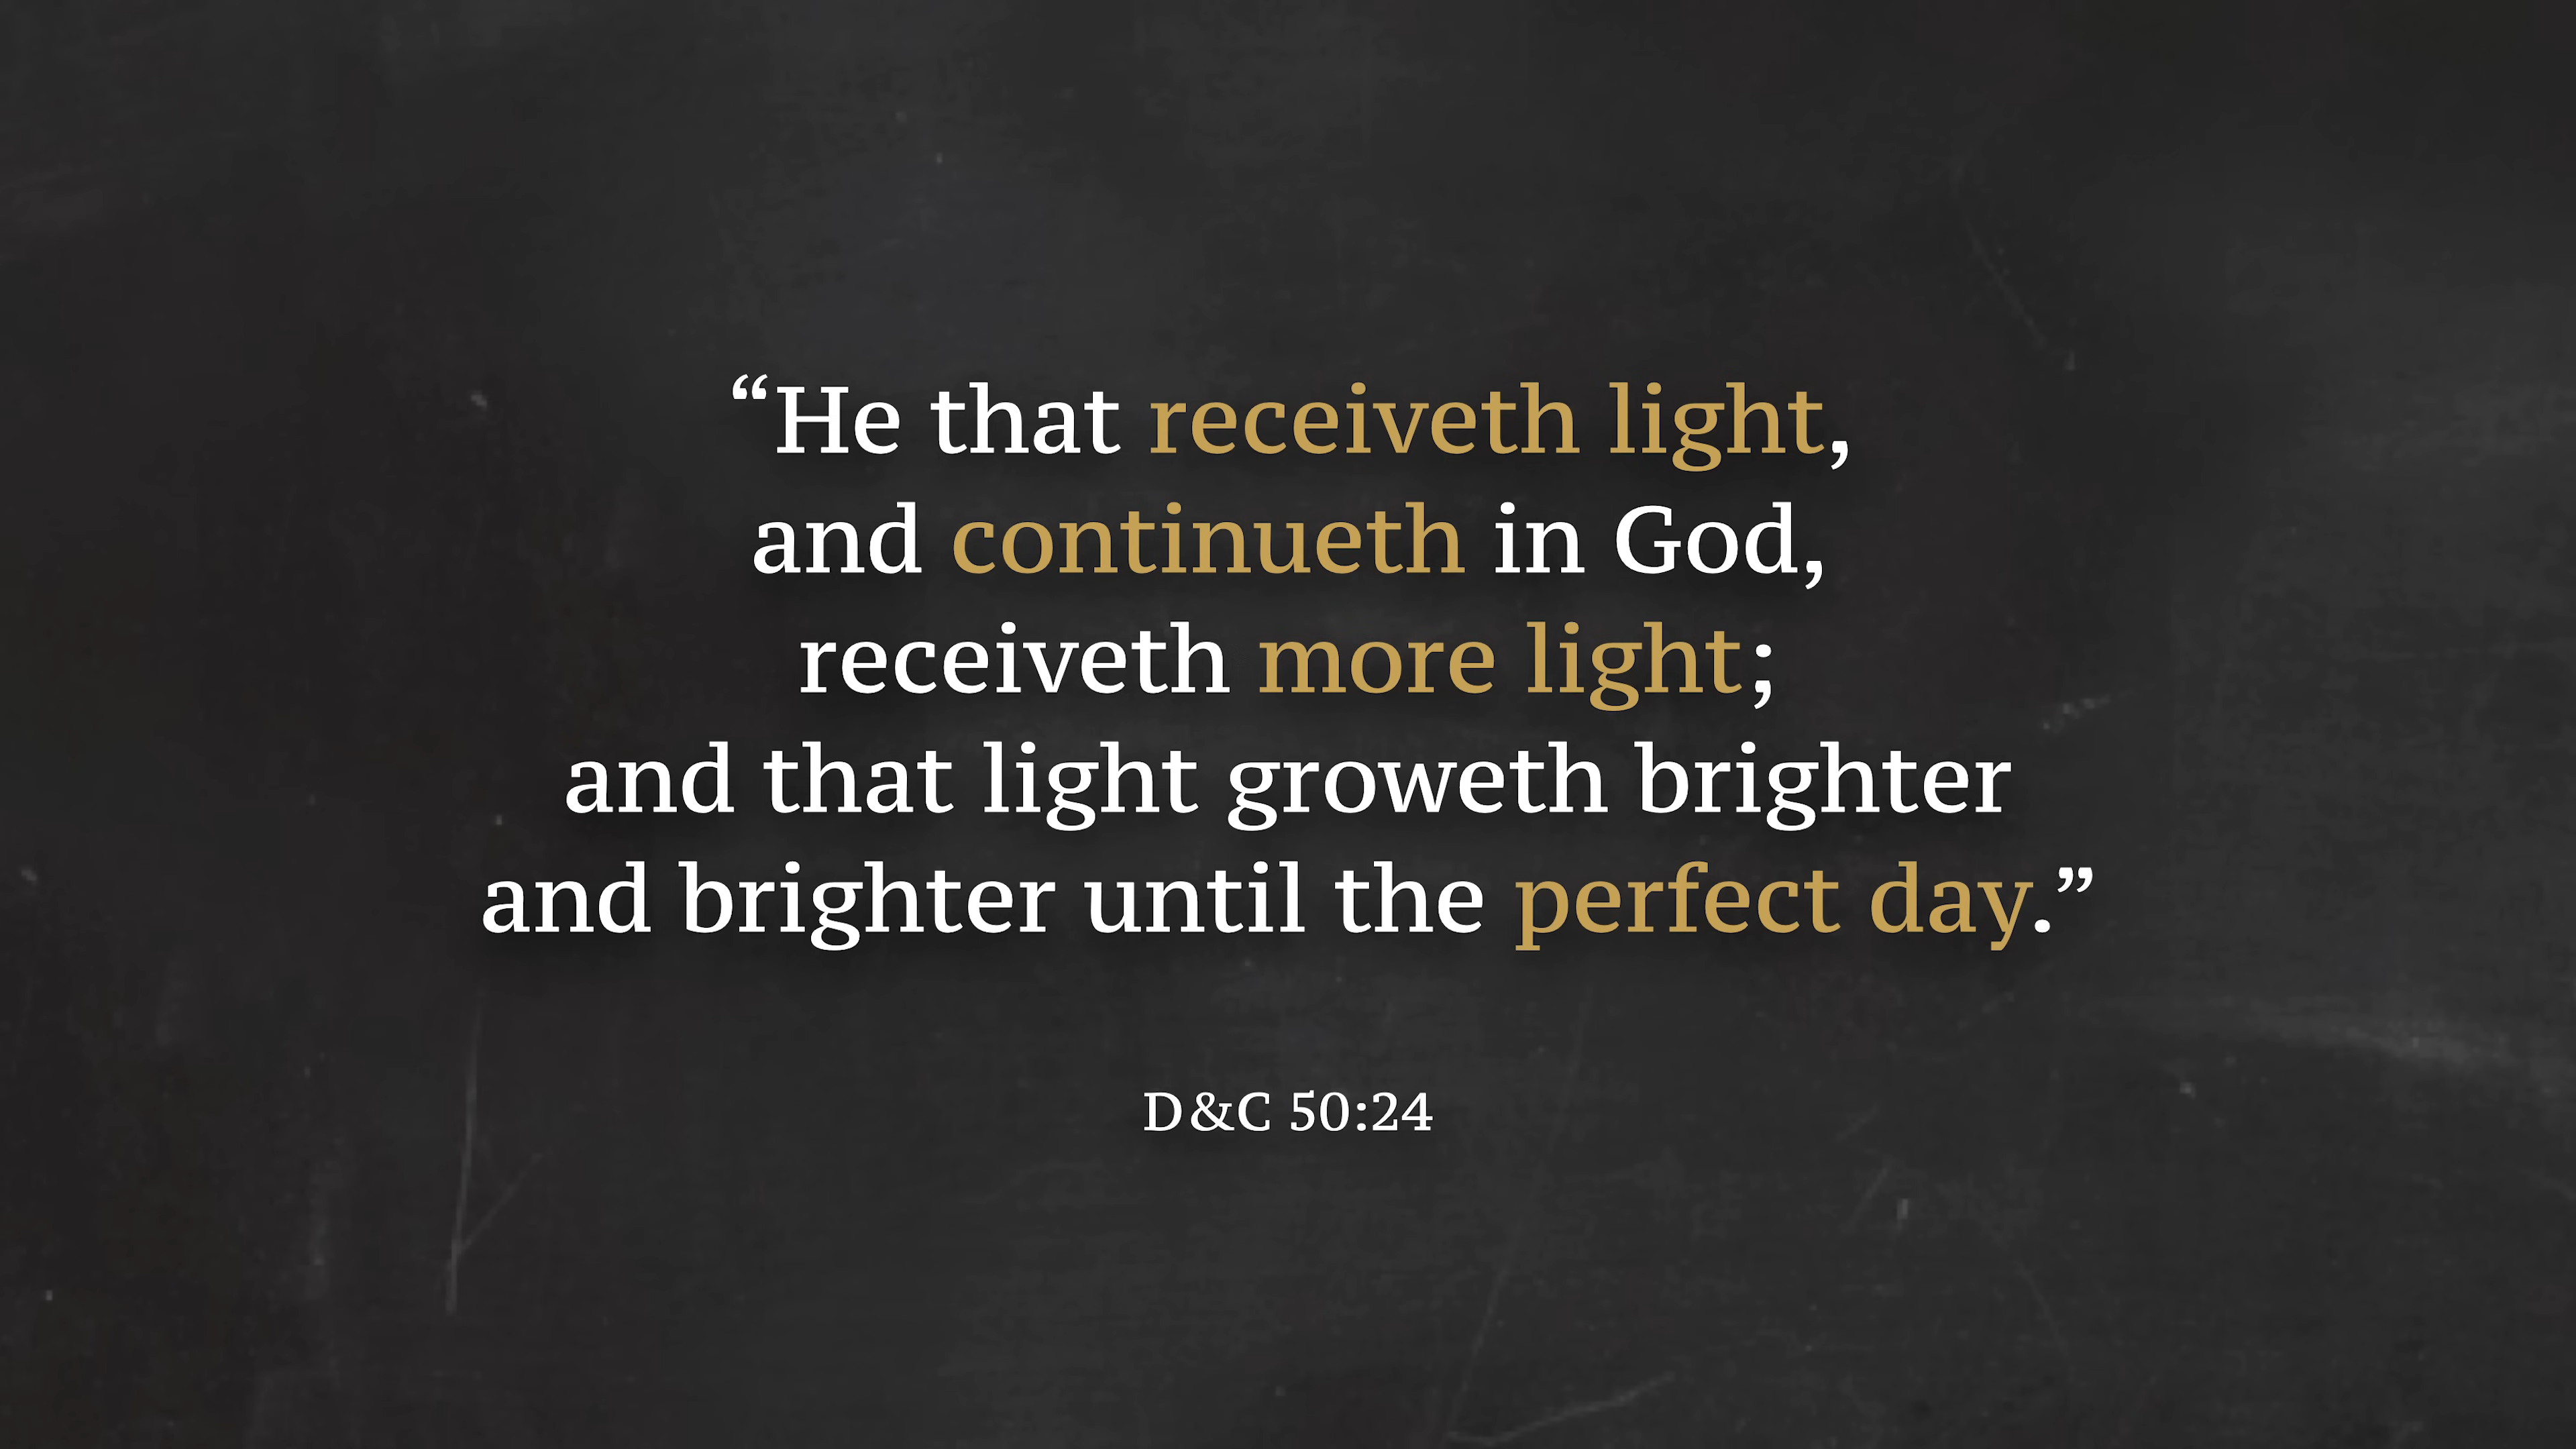 “He that receiveth light,
and continueth in God,
receiveth more light;
and that light groweth brighter
and brighter until the perfect day.”
D&C 50:24